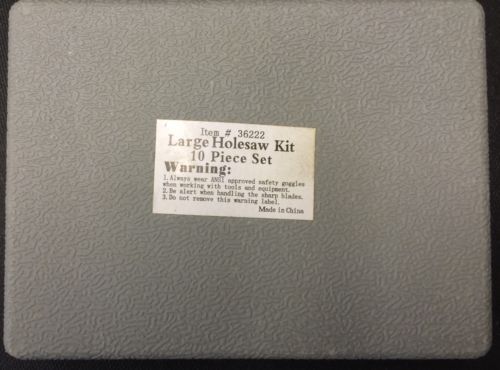 Item # 36222
Large Holesaw Kit
10 Piece Set
Warning:
1. Always wear ANSI approved safety goggles
when working with tools and equipment.
2. Be alert when handling the sharp blades.
3. Do not remove this warning label.
Made in China